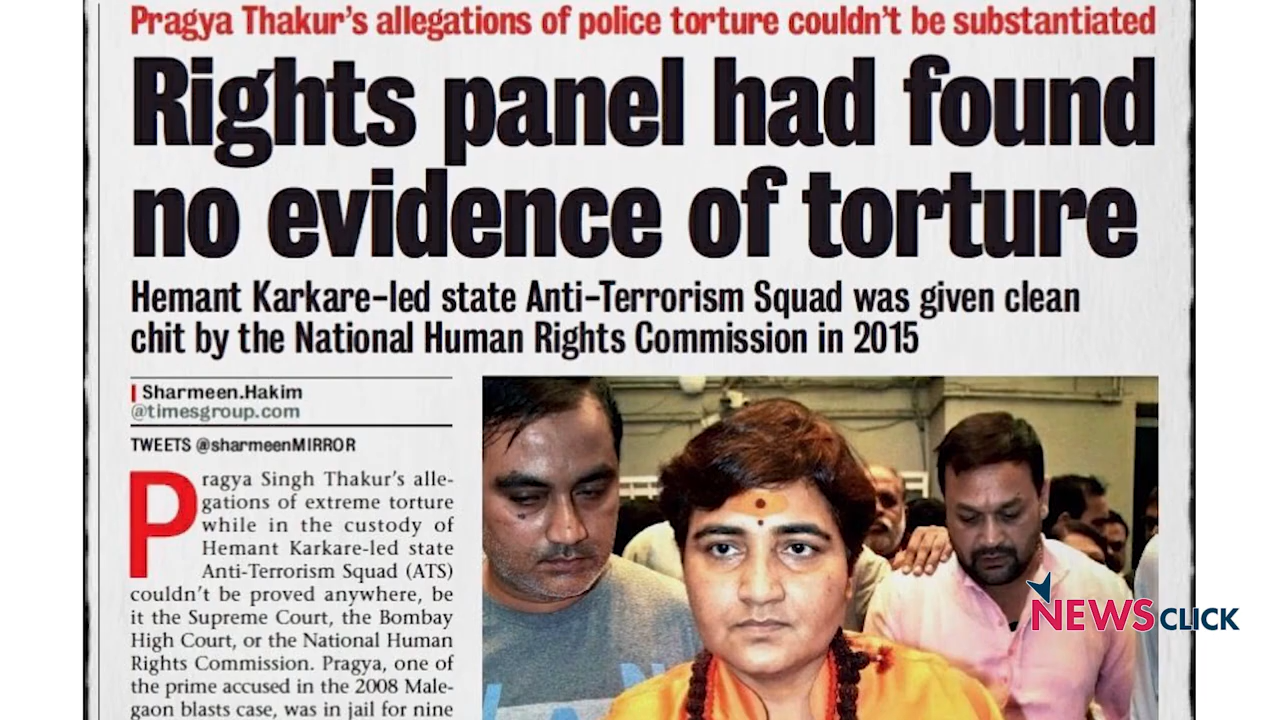 Pragya Thakur's allegations of police torture couldn't be substantiated
Rights panel had found
no evidence of torture
Hemant Karkare-led state Anti-Terrorism Squad was given clean
chit by the National Human Rights Commission in 2015
Sharmeen.Hakim
@timesgroup.com
TWEETS @sharmeenMIRROR
Pragya Singh Thakur's alle-
gations of extreme torture
while in the custody of
Hemant Karkare-led state
Anti-Terrorism Squad (ATS)
couldn't be proved anywhere, be
it the Supreme Court, the Bombay
High Court, or the National Human
Rights Commission. Pragya, one of
the prime accused in the 2008 Male-
gaon blasts case, was in jail for nine
NEWSCLICK